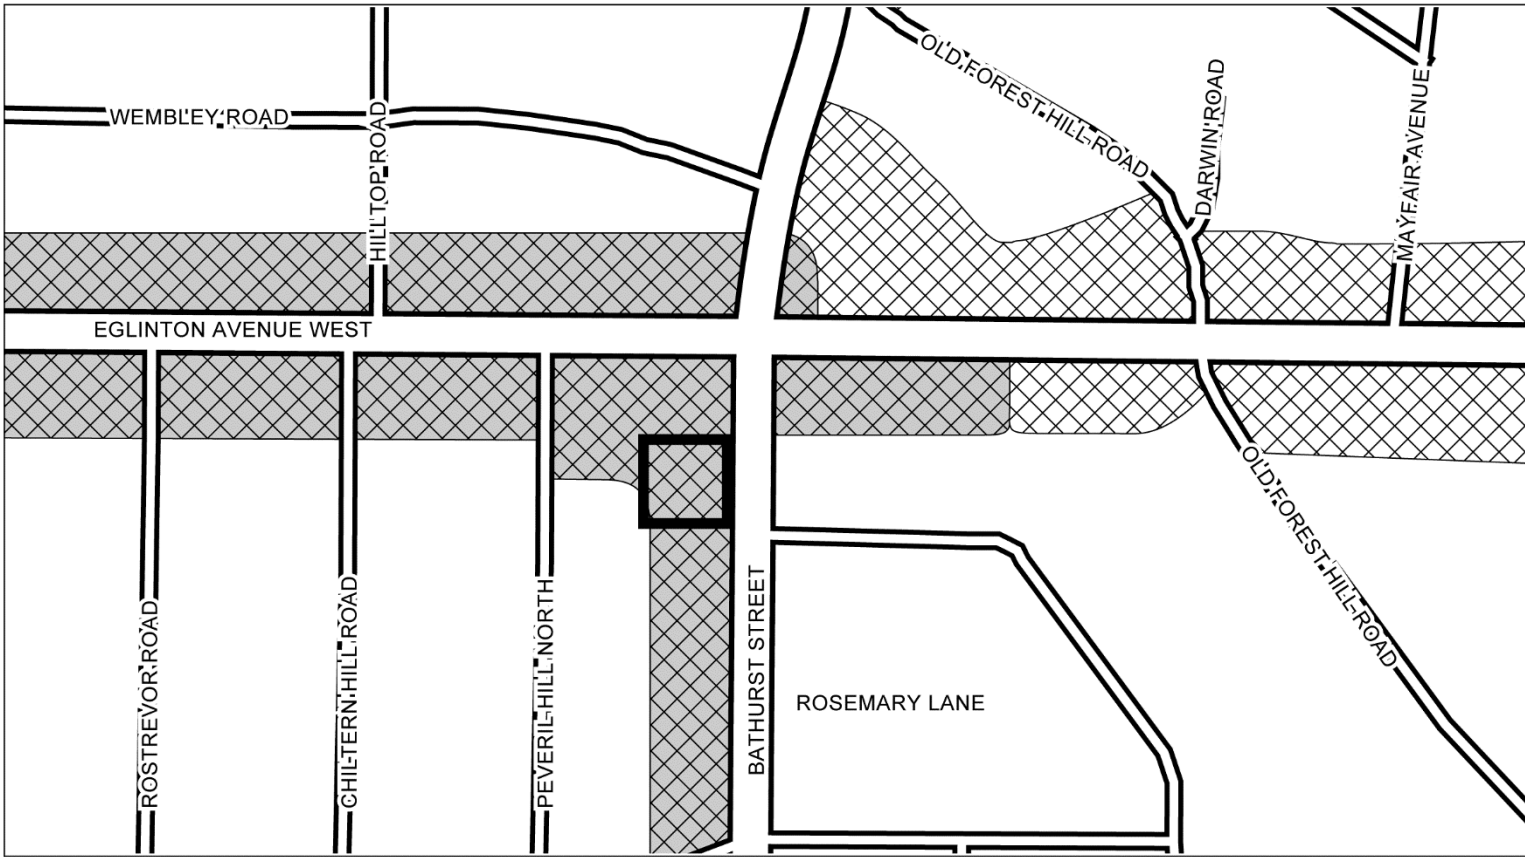 OLD FOREST HILL ROAD
DARWIN ROAD
WEMBLEY ROAD
HILLTOP ROAD
MAYFAIR AVENUE
EGLINTON AVENUE WEST
OLD FOREST HILL ROAD
ROSTREVOR ROAD
CHILTERN HILL ROAD
PEVERIL HILL NORTH
BATHURST STREET
ROSEMARY LANE